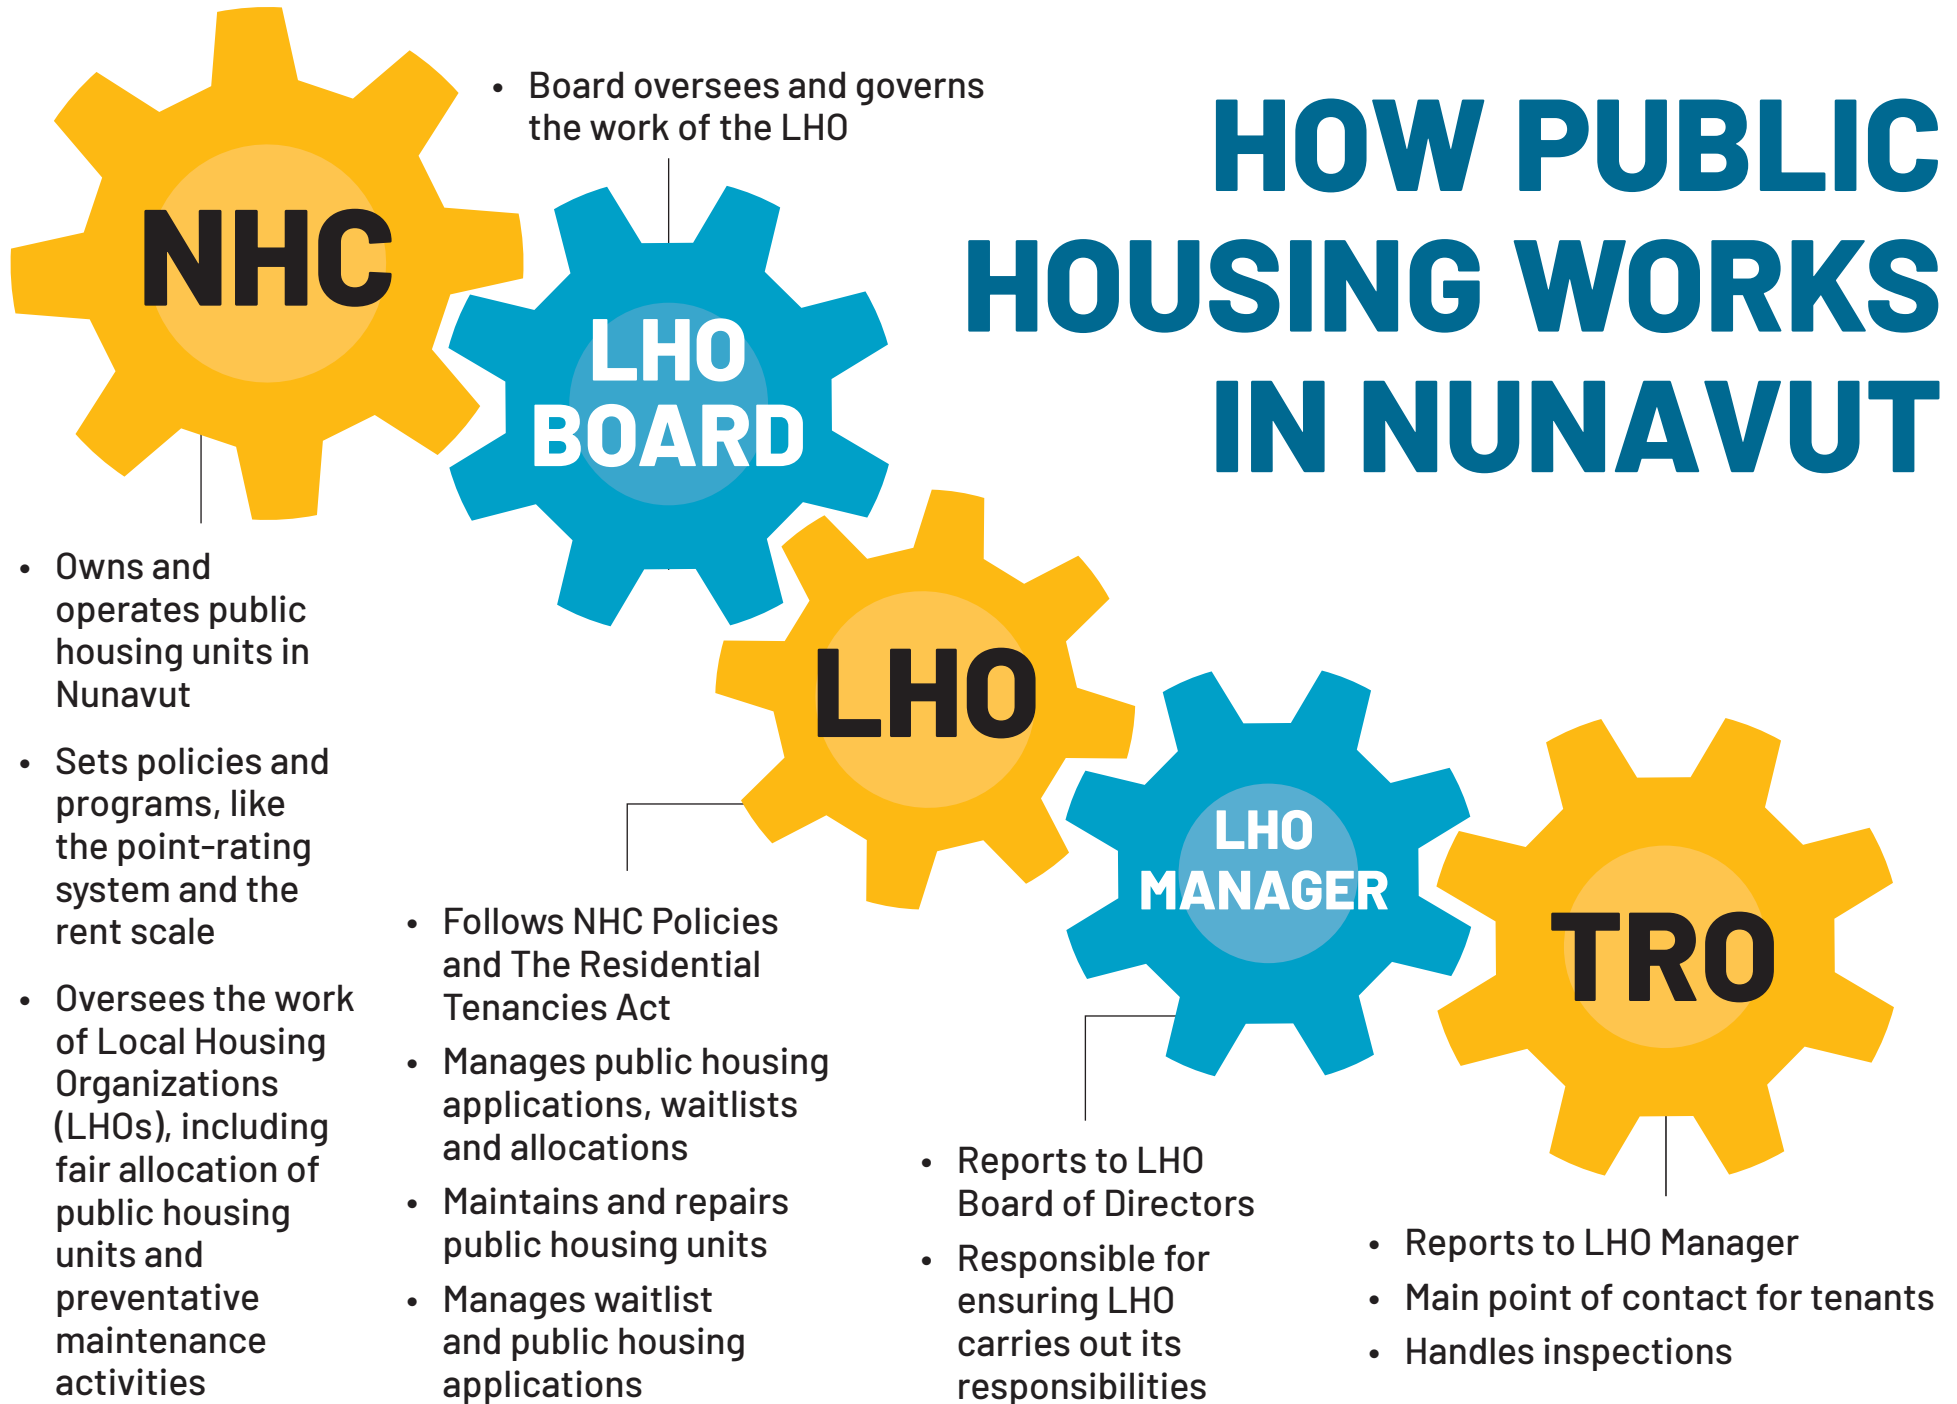 HOW PUBLIC
HOUSING WORKS
IN NUNAVUT
NHC
• Owns and
operates public
housing units in
Nunavut
• Sets policies and
programs, like
the point-rating
system and the
rent scale
• Oversees the work
of Local Housing
Organizations
(LHOs), including
fair allocation of
public housing
units and
preventative
maintenance
activities
• Board oversees and governs
the work of the LHO
LHO
BOARD
LHO
• Follows NHC Policies
and The Residential
Tenancies Act
• Manages public housing
applications, waitlists
and allocations
• Maintains and repairs
public housing units
• Manages waitlist
and public housing
applications
LHO
MANAGER
• Reports to LHO
Board of Directors
• Responsible for
ensuring LHO
carries out its
responsibilities
TRO
• Reports to LHO Manager
• Main point of contact for tenants
• Handles inspections